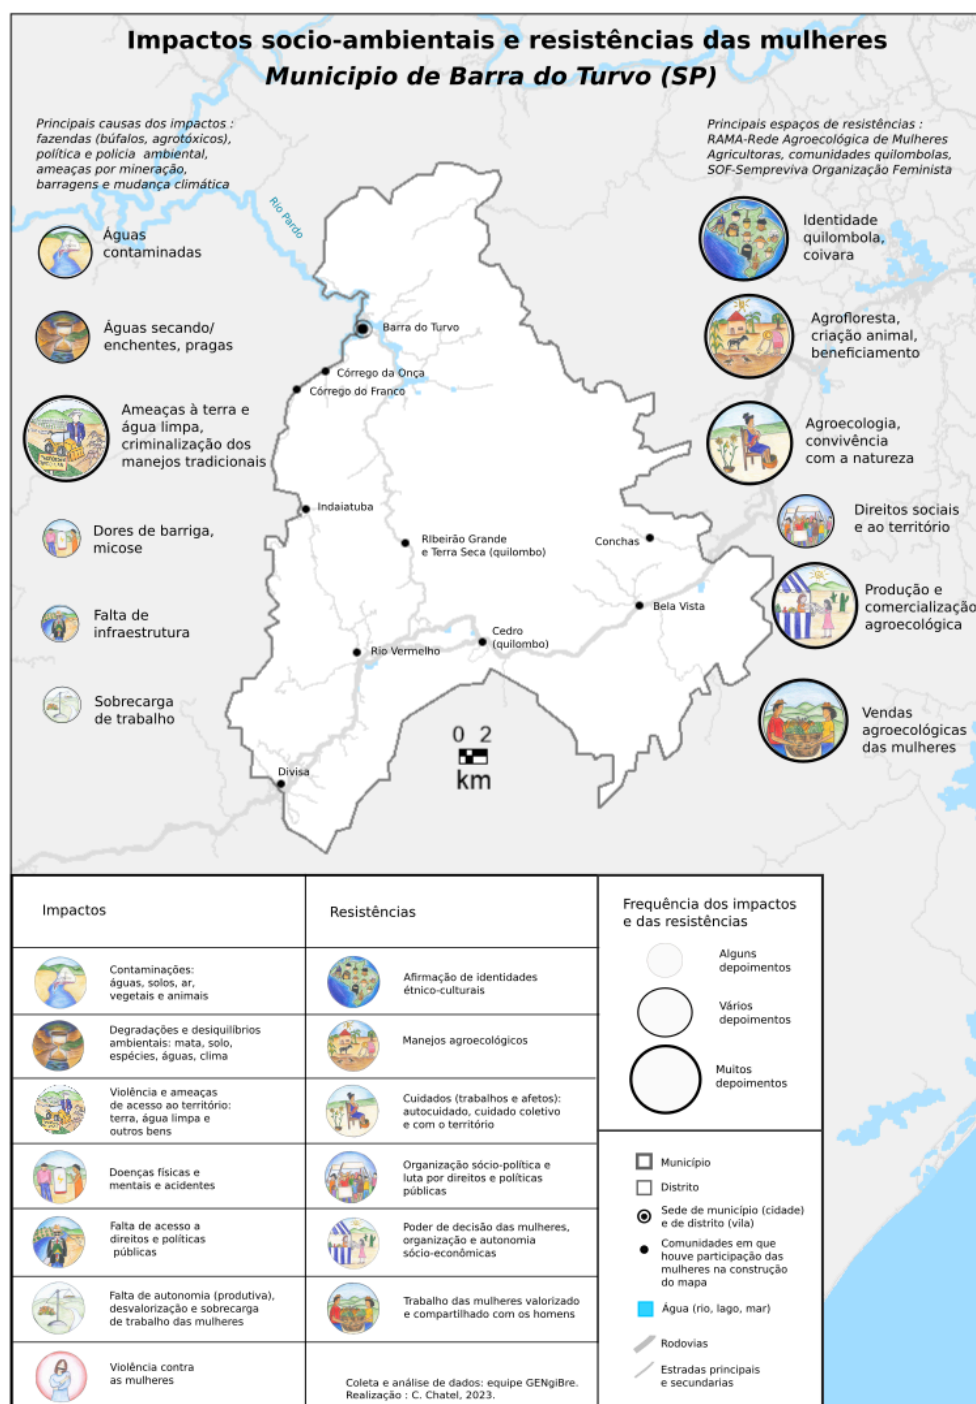 Impactos socio-ambientais e resistências das mulheres
Municipio de Barra do Turvo (SP)
Principais causas dos impactos :
fazendas (búfalos, agrotóxicos),
política e policia ambiental,
ameaças por mineração,
barragens e mudança climática
Principais espaços de resistências :
RAMA-Rede Agroecológica de Mulheres
Agricultoras, comunidades quilombolas,
SOF-Sempreviva Organização Feminista
Águas
contaminadas
Águas secando/
enchentes, pragas
Ameaças à terra e
água limpa,
criminalização dos
manejos tradicionais
Dores de barriga,
micose
Falta de
infraestrutura
Sobrecarga
de trabalho
Rio Pardo
Barra do Turvo
Córrego da Onça
Córrego do Franco
Indaiatuba
RIbeirão Grande
e Terra Seca (quilombo)
Conchas
Bela Vista
Cedro
(quilombo)
Rio Vermelho
Divisa
0 2
km
Identidade
quilombola,
coivara
Agrofloresta,
criação animal,
beneficiamento
Agroecologia,
convivência
com a natureza
Direitos sociais
e ao território
Produção e
comercialização
agroecológica
Vendas
agroecológicas
das mulheres
Impactos
Contaminações:
águas, solos, ar,
vegetais e animais
Degradações e desiquilíbrios
ambientais: mata, solo,
espécies, águas, clima
Violência e ameaças
de acesso ao território:
terra, água limpa e
outros bens
Doenças físicas e
mentais e acidentes
Falta de acesso a
direitos e políticas
públicas
Falta de autonomia (produtiva),
desvalorização e sobrecarga
de trabalho das mulheres
Violência contra
as mulheres
Resistências
Afirmação de identidades
étnico-culturais
Manejos agroecológicos
Cuidados (trabalhos e afetos):
autocuidado, cuidado coletivo
e com o território
Organização sócio-política e
luta por direitos e políticas
públicas
Poder de decisão das mulheres,
organização e autonomia
sócio-econômicas
Trabalho das mulheres valorizado
e compartilhado com os homens
Coleta e análise de dados: equipe GENgiBre.
Realização : C. Chatel, 2023.
Frequência dos impactos
e das resistências
Alguns
depoimentos
Vários
depoimentos
Muitos
depoimentos
Município
Distrito
Sede de município (cidade)
e de distrito (vila)
Comunidades em que
houve participação das
mulheres na construção
do mapa
Água (rio, lago, mar)
Rodovias
Estradas principais
e secundarias